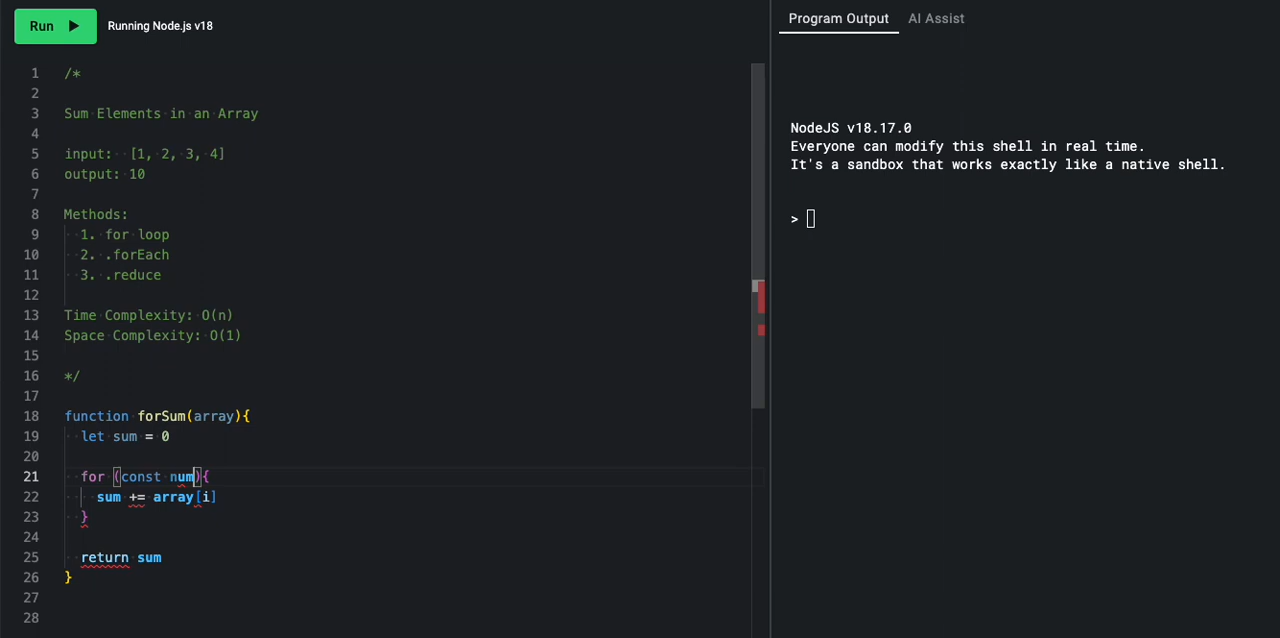 Run ▶ Running Node.js v18
Program Output AI Assist
1 /*
2
3 Sum Elements in an Array
4
5 input: [1, 2, 3, 4]
6 output: 10
7
8 Methods:
9 1. for loop
10 2. .forEach
11 3. .reduce
12
13 Time Complexity: O(n)
14 Space Complexity: O(1)
15
16 */
17
18 function forSum(array){
19 let sum = 0
20
21 for (const num){
22 sum += array[i]
23 }
24
25 return sum
26 }
27
28
NodeJS v18.17.0
Everyone can modify this shell in real time.
It's a sandbox that works exactly like a native shell.
>